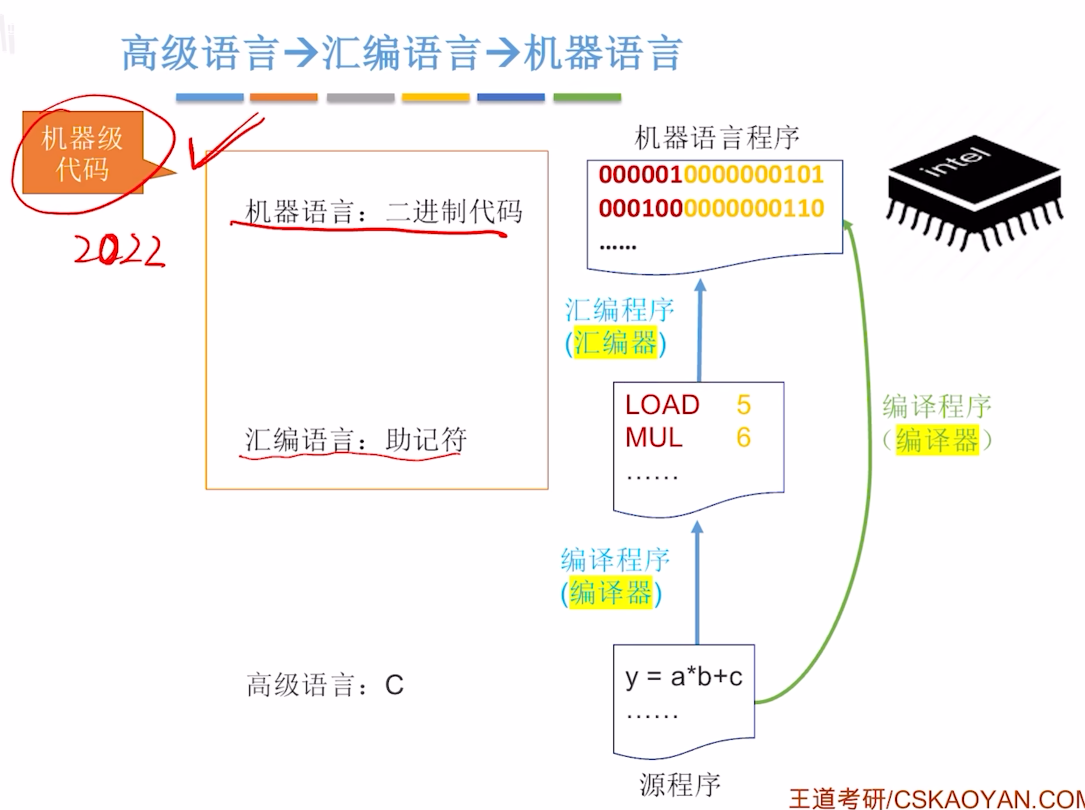 高级语言→汇编语言→机器语言
机器级
代码
2022
机器语言：二进制代码
汇编语言：助记符
高级语言：C
机器语言程序
0000010000000101
0001000000000110
……
intel
汇编程序
(汇编器)
LOAD 5
MUL 6
……
编译程序
（编译器）
编译程序
(编译器)
y = a*b+c
……
源程序
王道考研/CSKAOYAN.COM